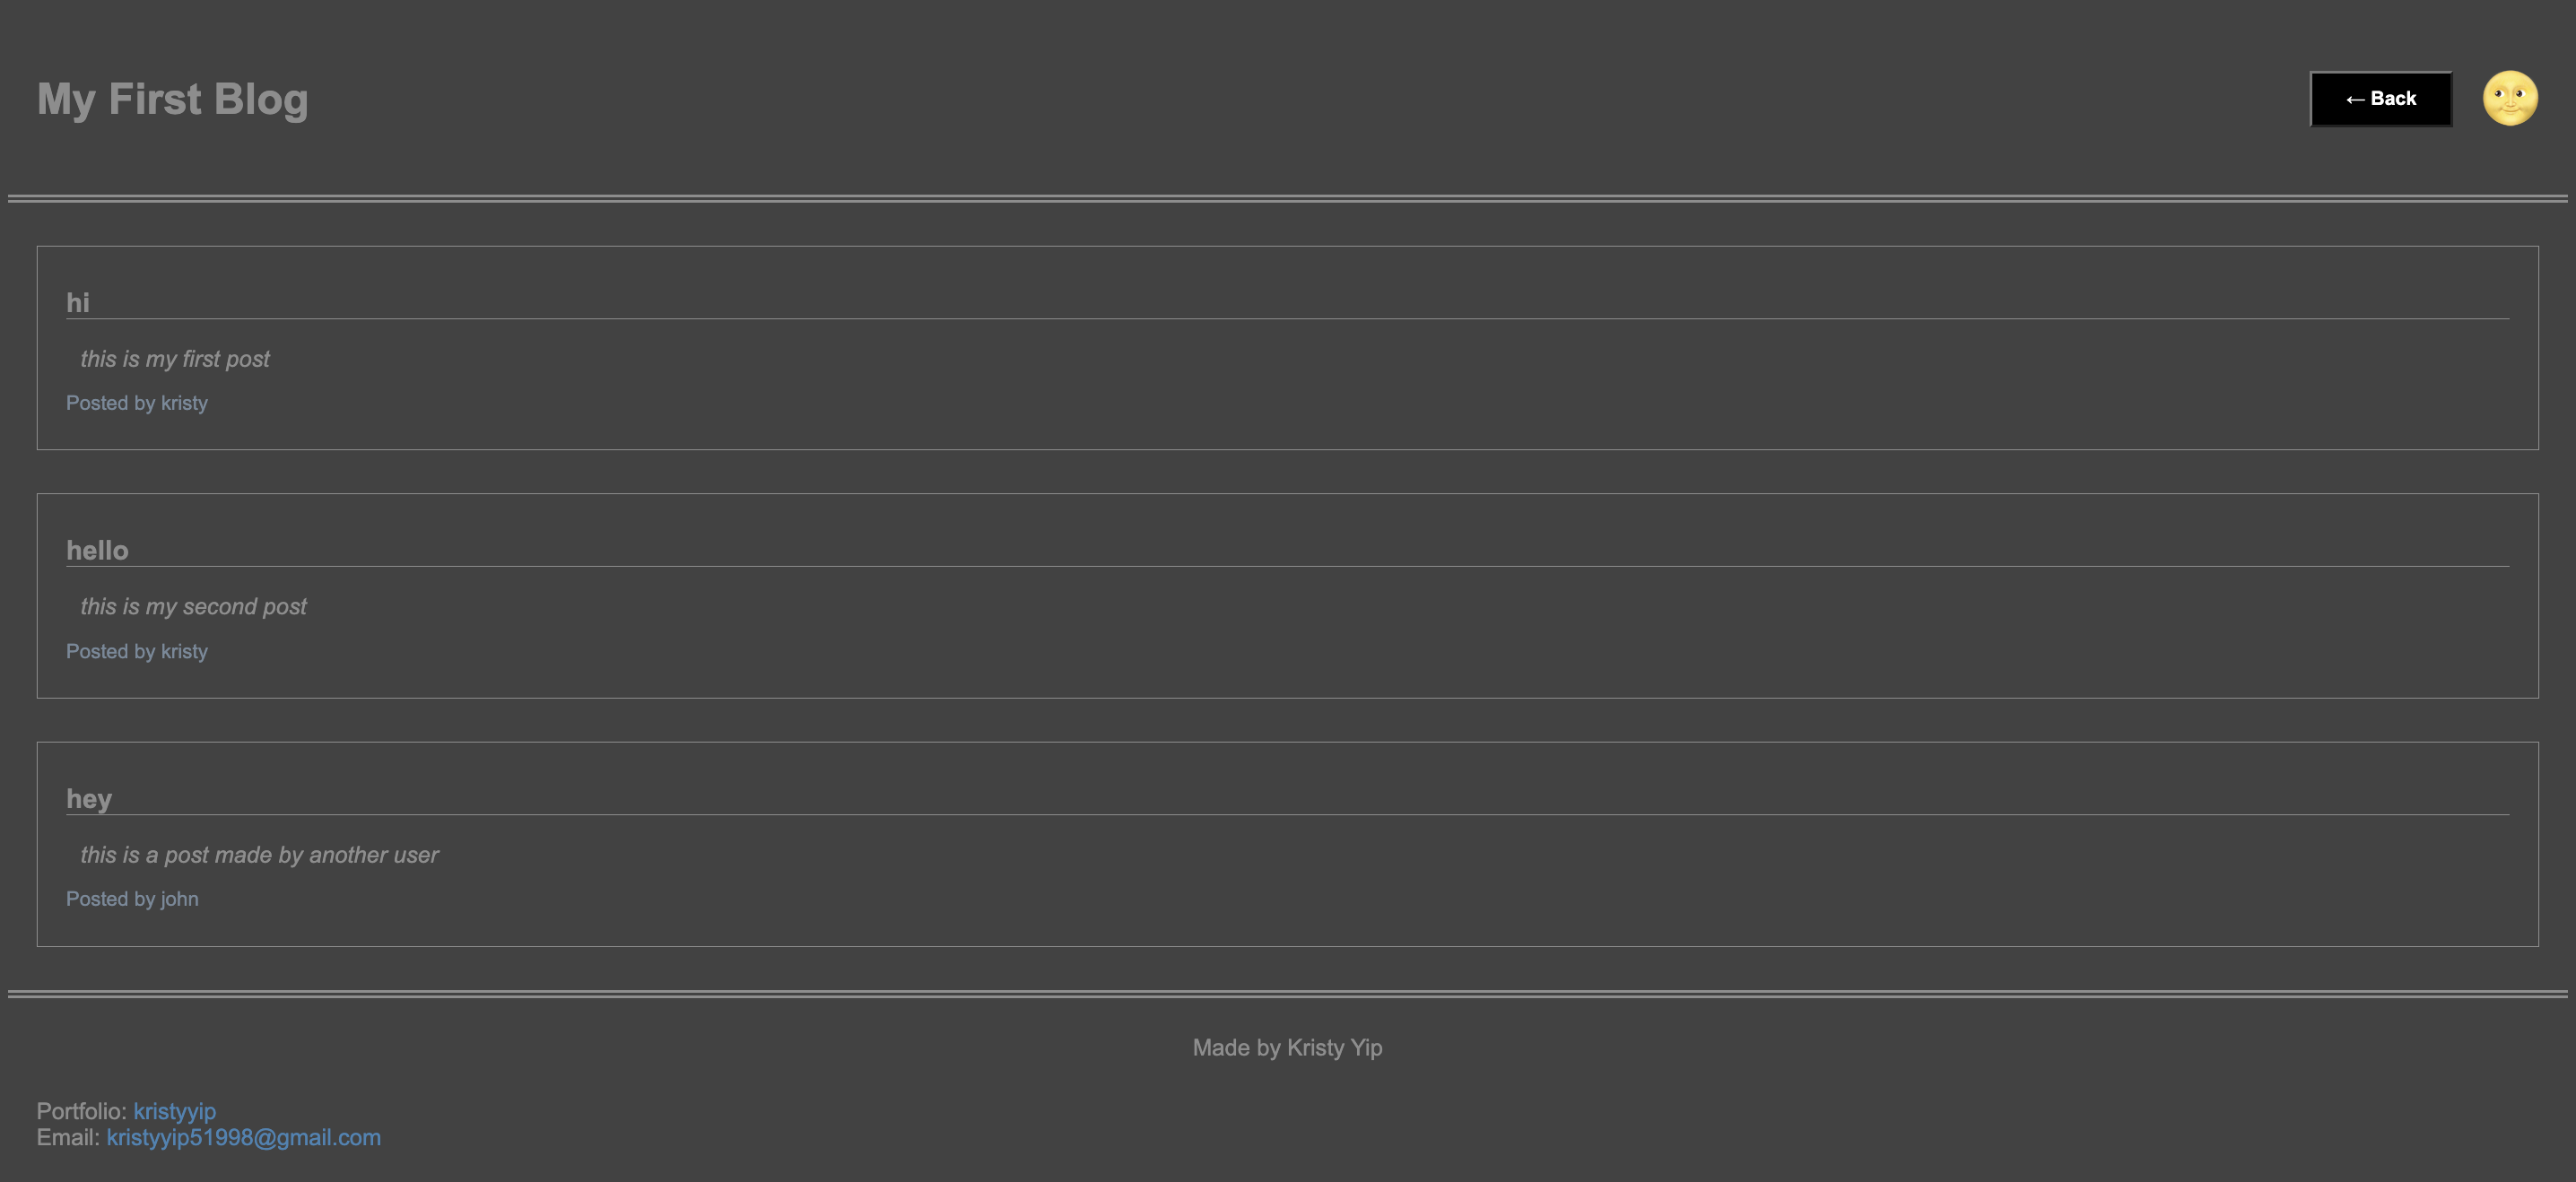 My First Blog
← Back
hi
this is my first post
Posted by kristy
hello
this is my second post
Posted by kristy
hey
this is a post made by another user
Posted by john
Made by Kristy Yip
Portfolio: kristyyip
Email: kristyyip51998@gmail.com